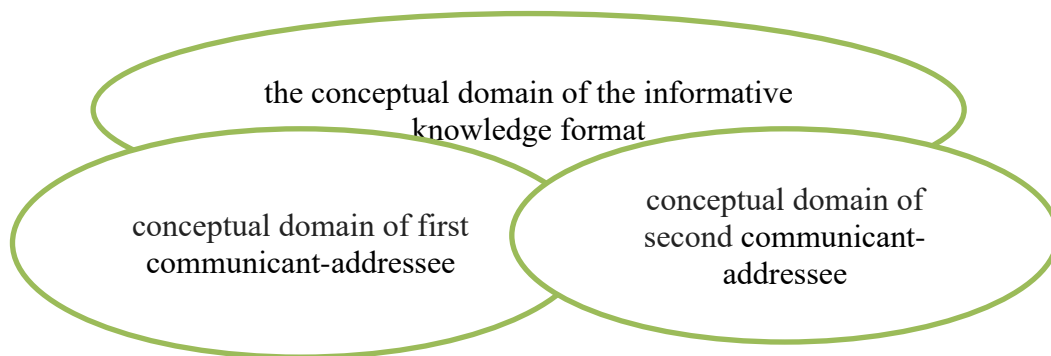 the conceptual domain of the informative
knowledge format
conceptual domain of first
communicant-addressee
conceptual domain of
second communicant-
addressee